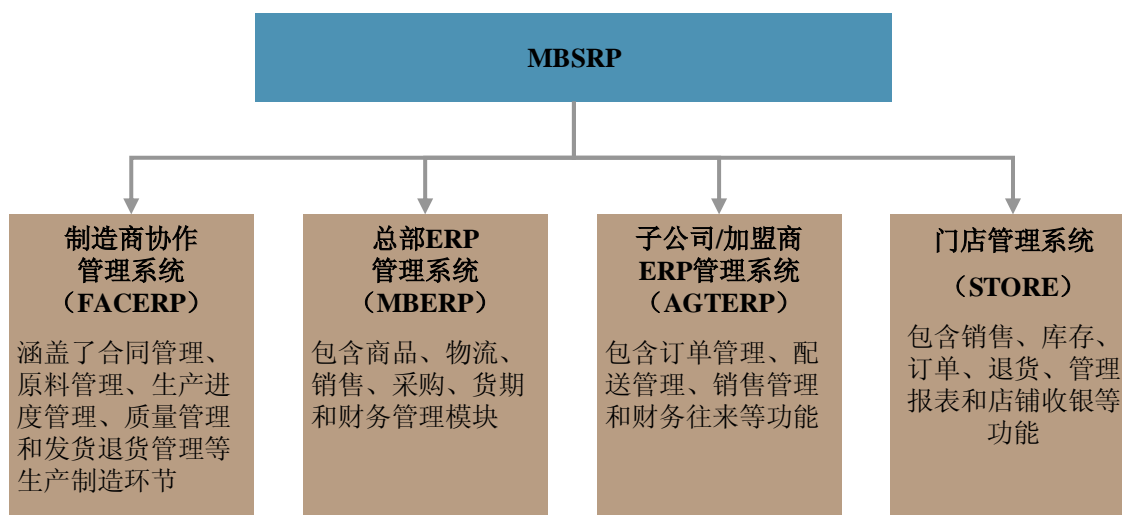 MBSRP
制造商协作
管理系统
（FACERP）
涵盖了合同管理、
原料管理、生产进
度管理、质量管理
和发货退货管理等
生产制造环节
总部ERP
管理系统
（MBERP）
包含商品、物流、
销售、采购、货期
和财务管理模块
子公司/加盟商
ERP管理系统
（AGTERP）
包含订单管理、配
送管理、销售管理
和财务往来等功能
门店管理系统
（STORE）
包含销售、库存、
订单、退货、管理
报表和店铺收银等
功能